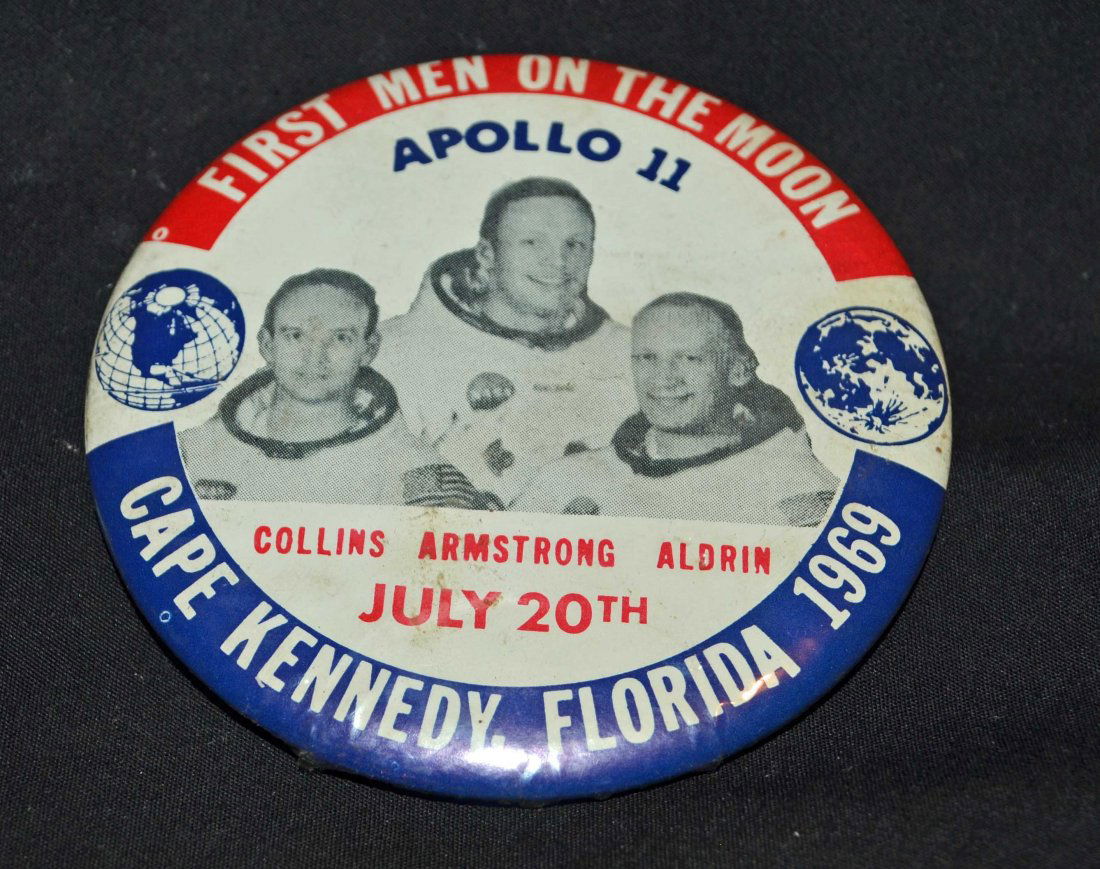 FIRST MEN ON THE MOON
APOLLO 11
COLLINS ARMSTRONG ALDRIN
JULY 20TH
CAPE KENNEDY, FLORIDA 1969